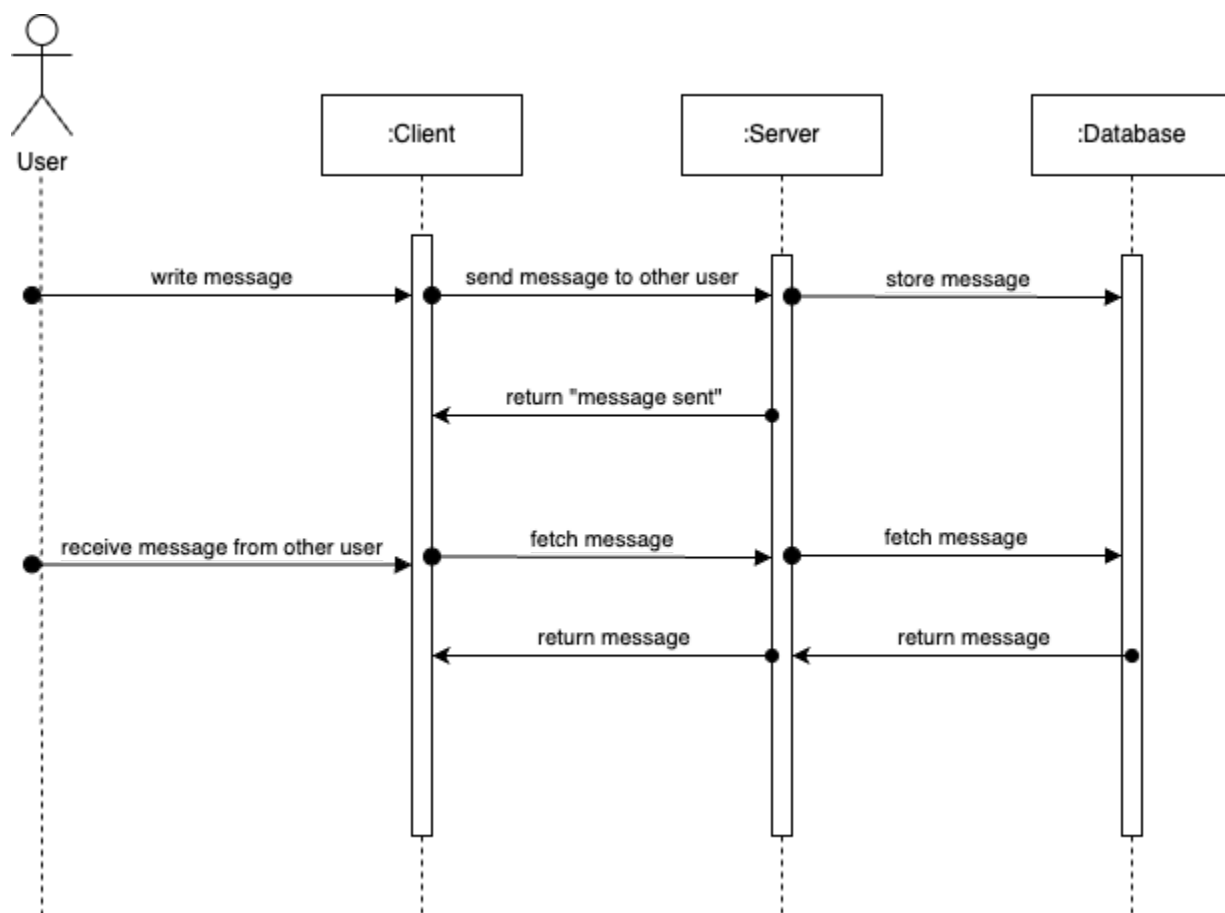 User
:Client
:Server
:Database
write message
send message to other user
store message
return "message sent"
receive message from other user
fetch message
fetch message
return message
return message